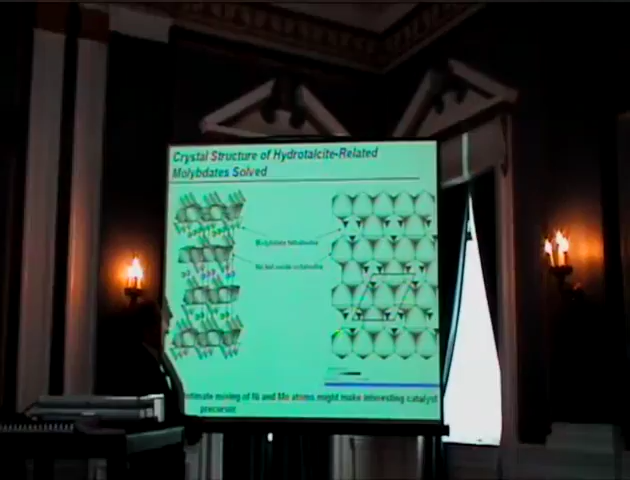 Crystal Structure of Hydrotalcite-Related
Molybdates Solved
Molybdate tetrahedra
Nickel oxide octahedra
intimate mixing of Ni and Mo atoms might make interesting catalyst
precursor